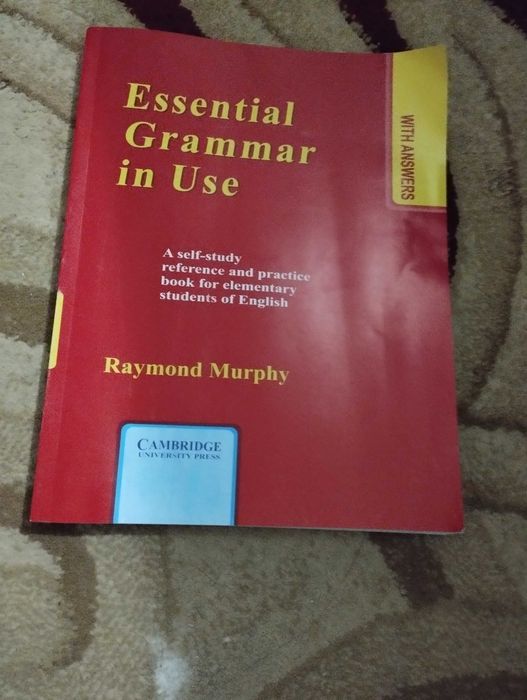 Essential
Grammar
in Use
WITH ANSWERS
A self-study
reference and practice
book for elementary
students of English
Raymond Murphy
CAMBRIDGE
UNIVERSITY PRESS